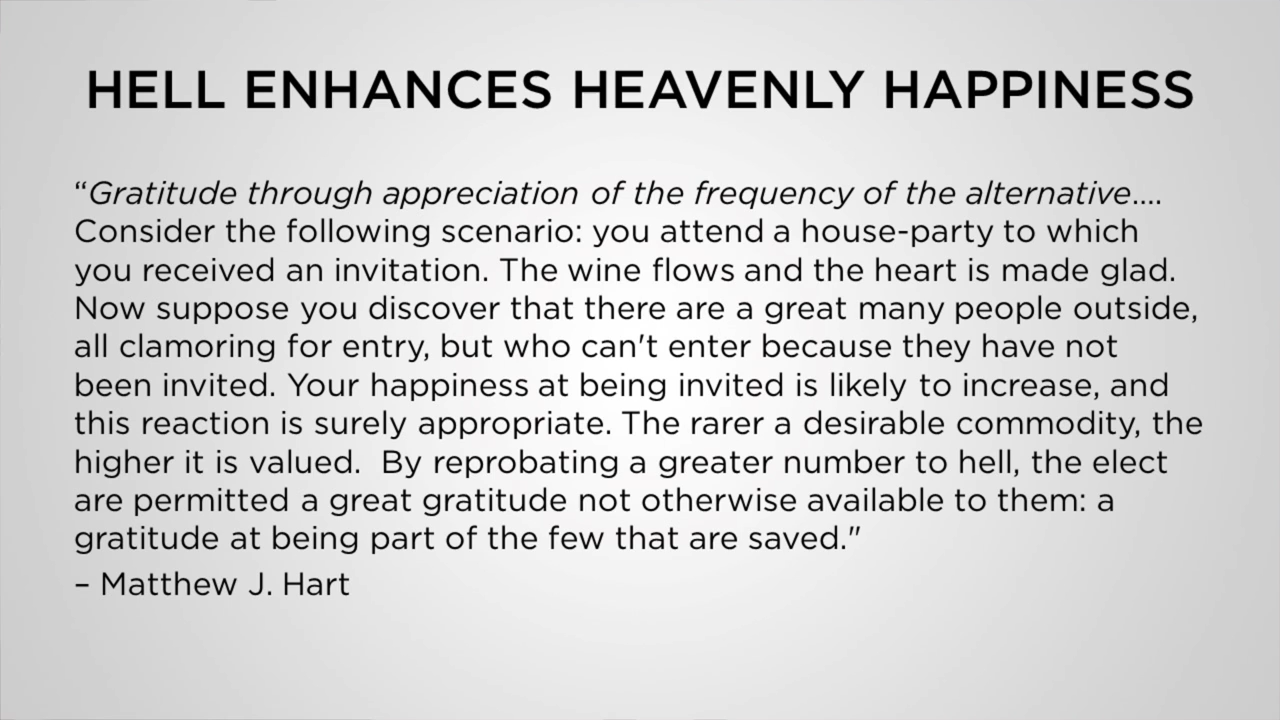 HELL ENHANCES HEAVENLY HAPPINESS
“Gratitude through appreciation of the frequency of the alternative....
Consider the following scenario: you attend a house-party to which
you received an invitation. The wine flows and the heart is made glad.
Now suppose you discover that there are a great many people outside,
all clamoring for entry, but who can't enter because they have not
been invited. Your happiness at being invited is likely to increase, and
this reaction is surely appropriate. The rarer a desirable commodity, the
higher it is valued.  By reprobating a greater number to hell, the elect
are permitted a great gratitude not otherwise available to them: a
gratitude at being part of the few that are saved."
– Matthew J. Hart